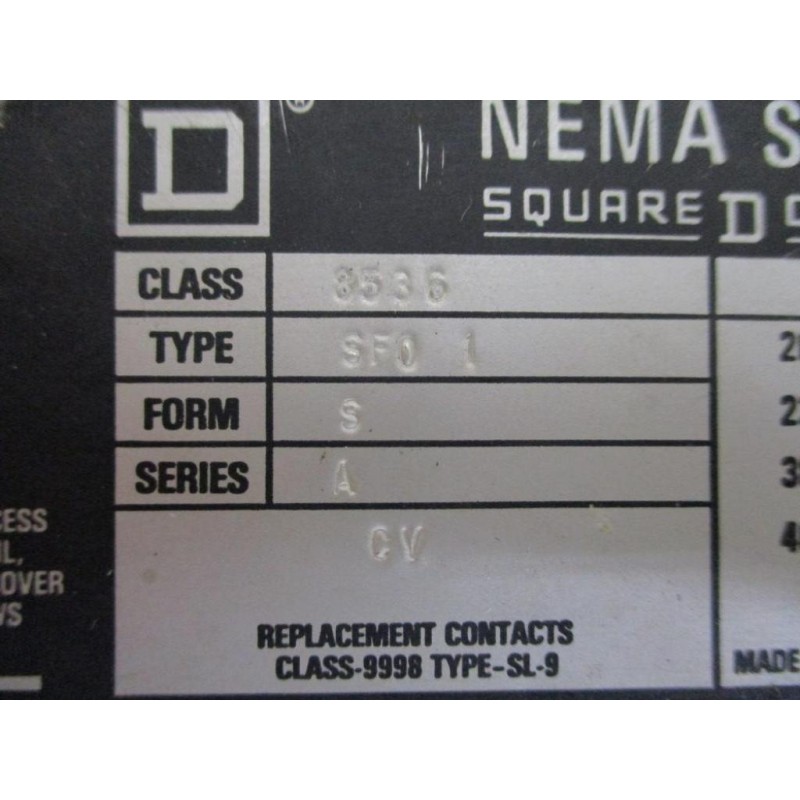 D ®
NEMA S
SQUARE D
CLASS 8536
TYPE SFO 1
FORM S
SERIES A
CV
REPLACEMENT CONTACTS
CLASS-9998 TYPE-SL-9
MADE
CESS
IL,
OVER
WS